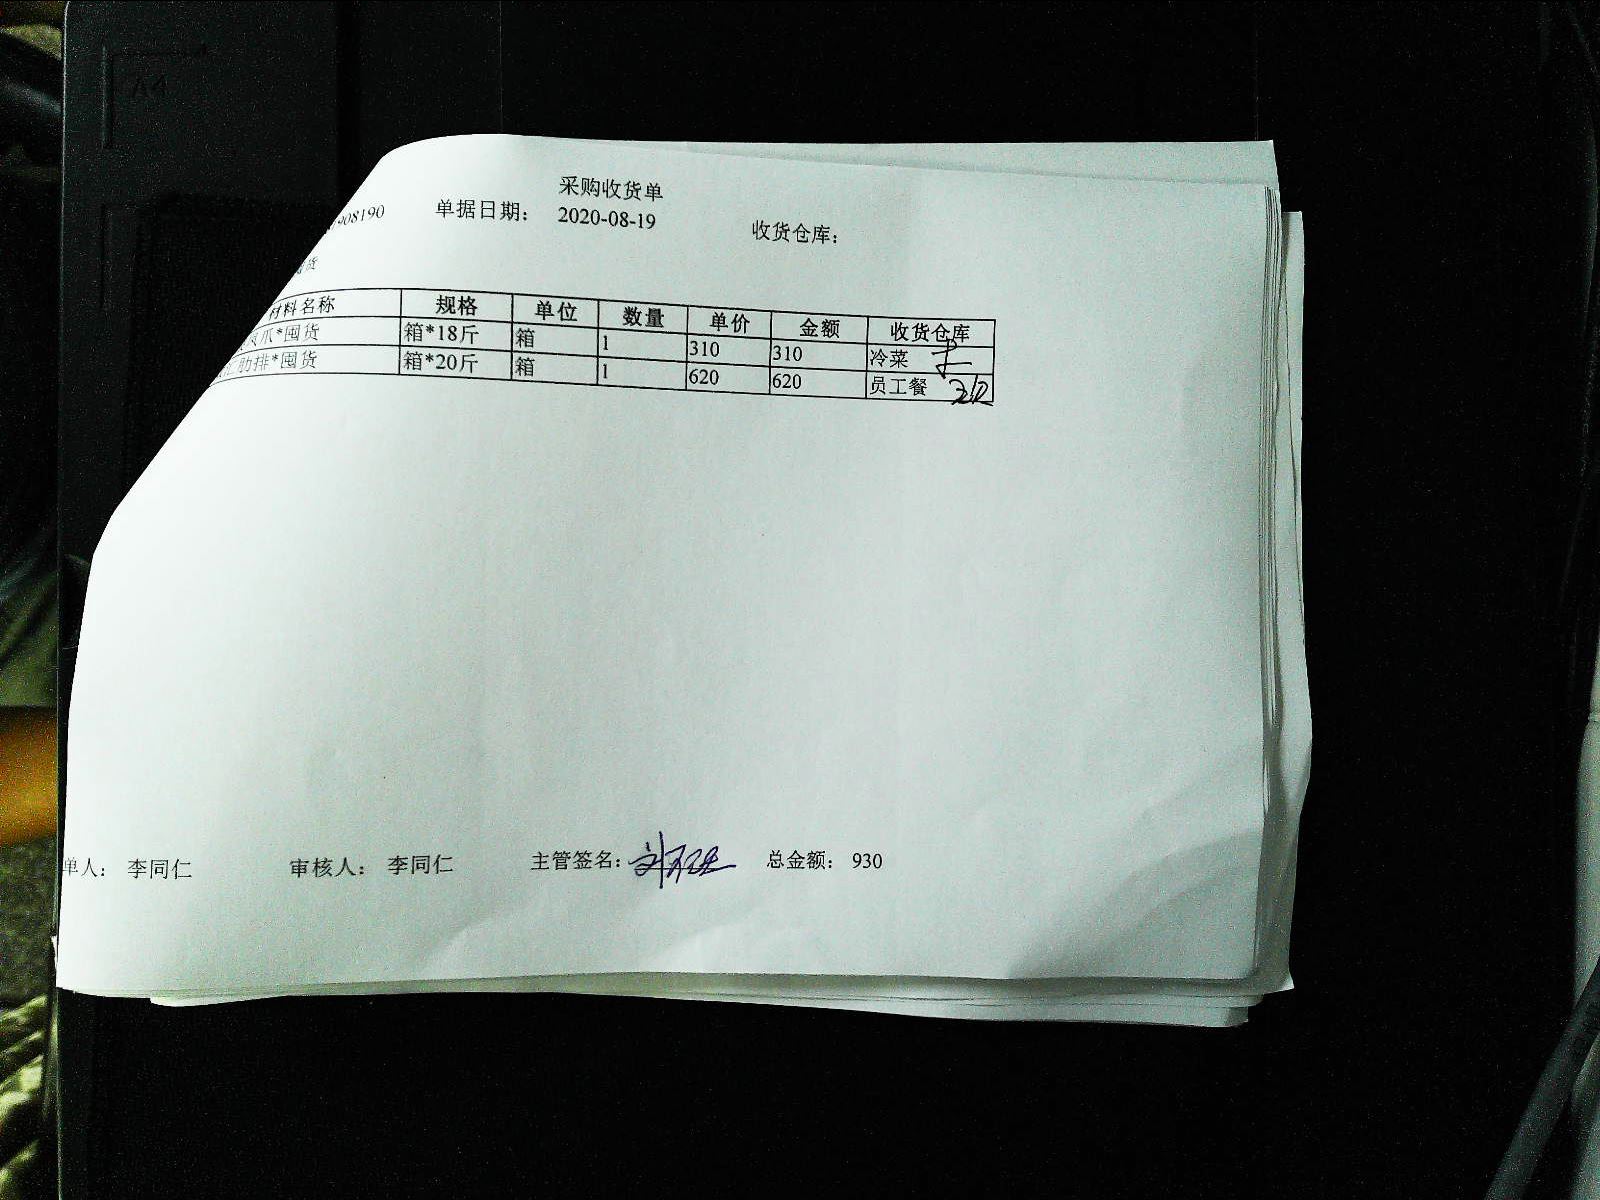 采购收货单
908190 单据日期： 2020-08-19 收货仓库：
货
材料名称 规格 单位 数量 单价 金额 收货仓库
爪*囤货 箱*18斤 箱 1 310 310 冷菜
仁肋排*囤货 箱*20斤 箱 1 620 620 员工餐
单人： 李同仁 审核人： 李同仁 主管签名： 总金额： 930